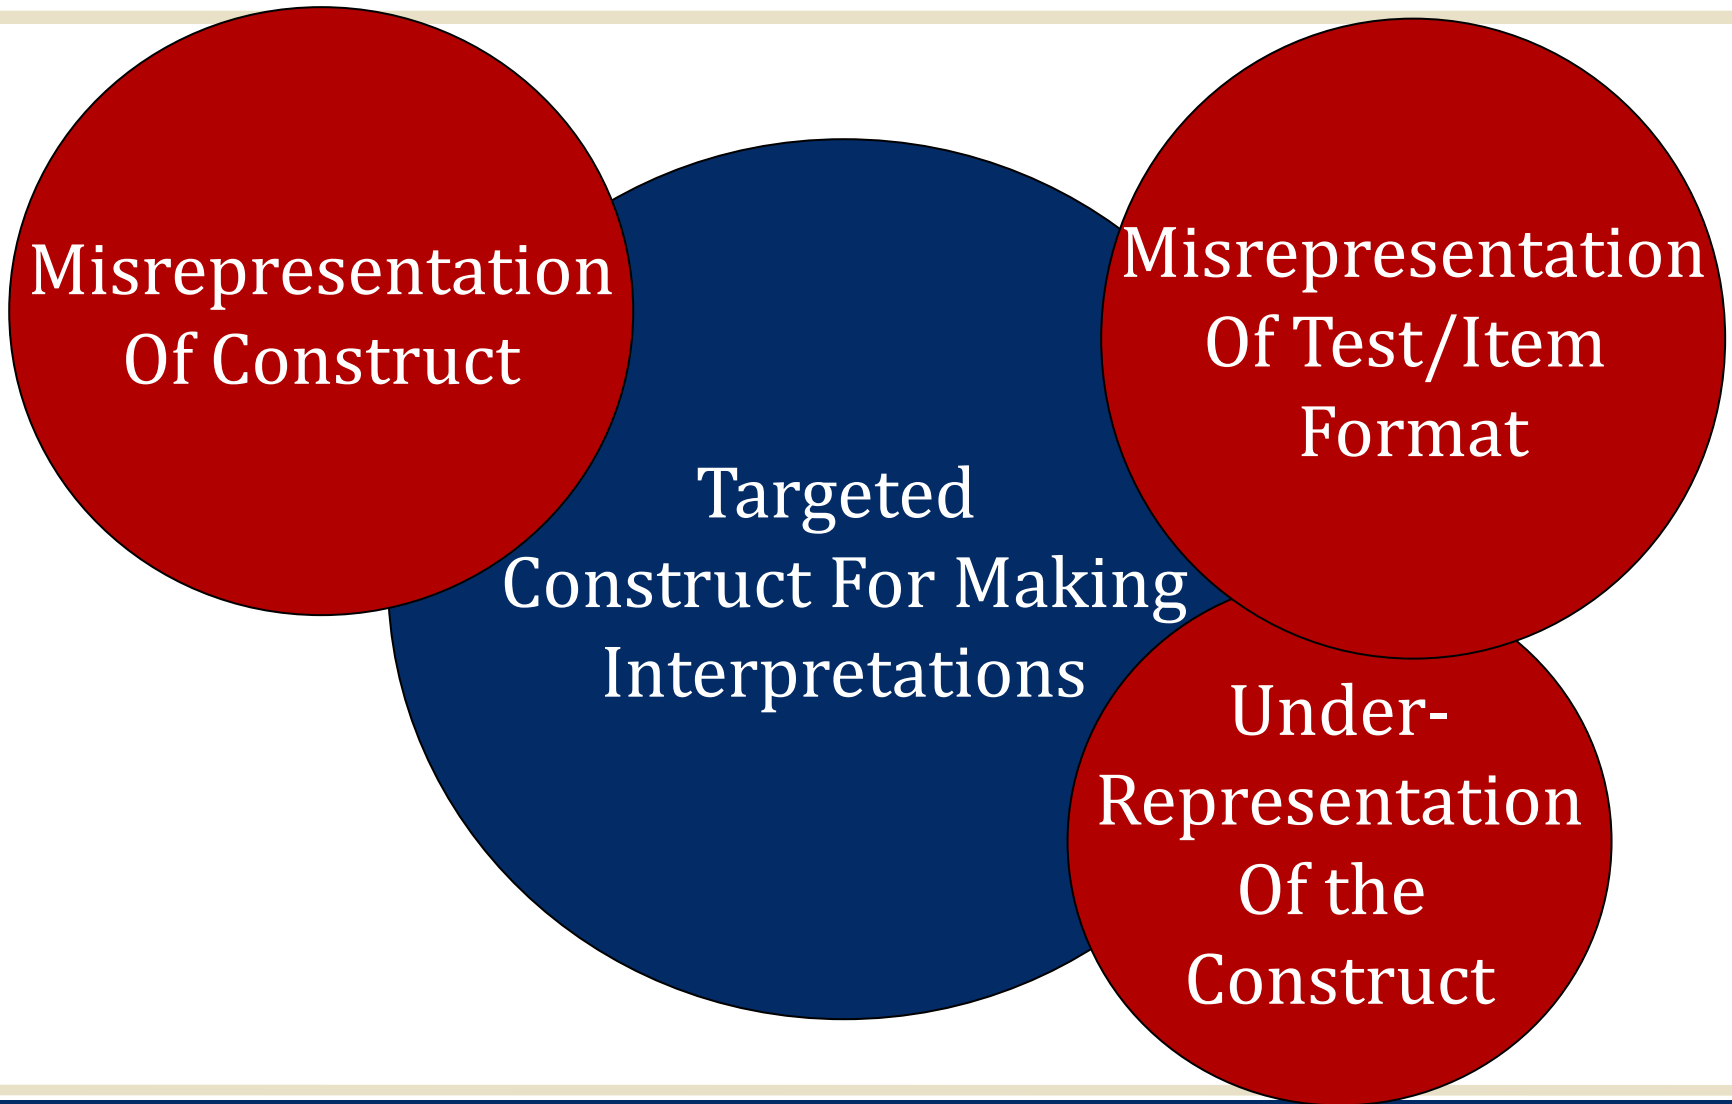 Misrepresentation
Of Construct
Misrepresentation
Of Test/Item
Format
Targeted
Construct For Making
Interpretations
Under-
Representation
Of the
Construct